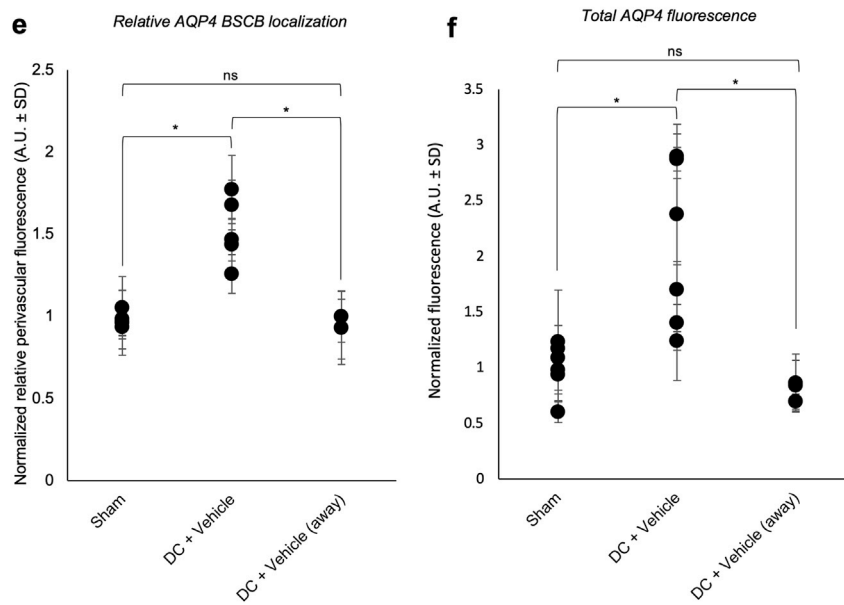 e
Relative AQP4 BSCB localization
Normalized relative perivascular fluorescence (A.U. ± SD)
2.5
2
1.5
1
0.5
0
ns
*
*
Sham
DC + Vehicle
DC + Vehicle (away)
f
Total AQP4 fluorescence
Normalized fluorescence (A.U. ± SD)
3.5
3
2.5
2
1.5
1
0.5
0
ns
*
*
Sham
DC + Vehicle
DC + Vehicle (away)